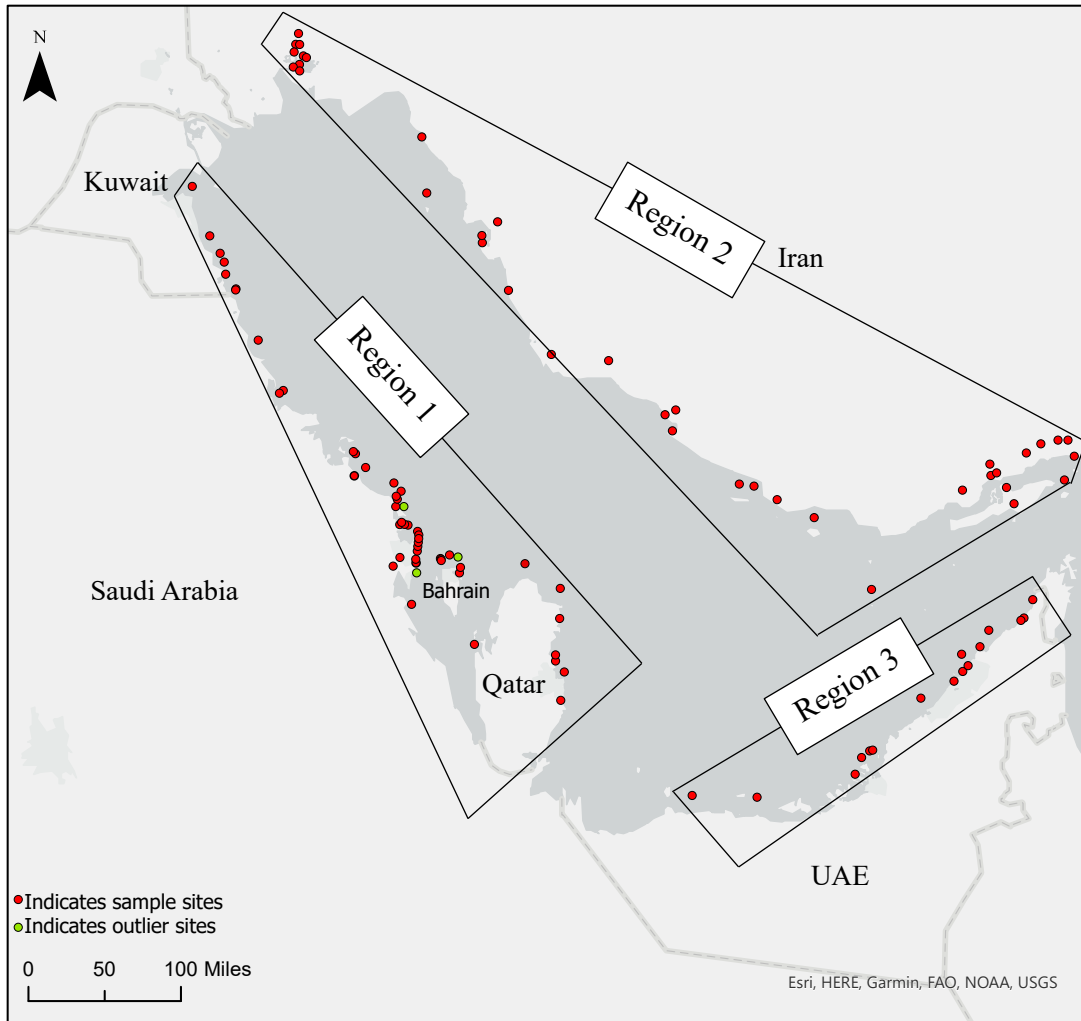 N
Kuwait
Region 2
Iran
Region 1
Saudi Arabia
Bahrain
Qatar
Region 3
UAE
Indicates sample sites
Indicates outlier sites
0 50 100 Miles
Esri, HERE, Garmin, FAO, NOAA, USGS